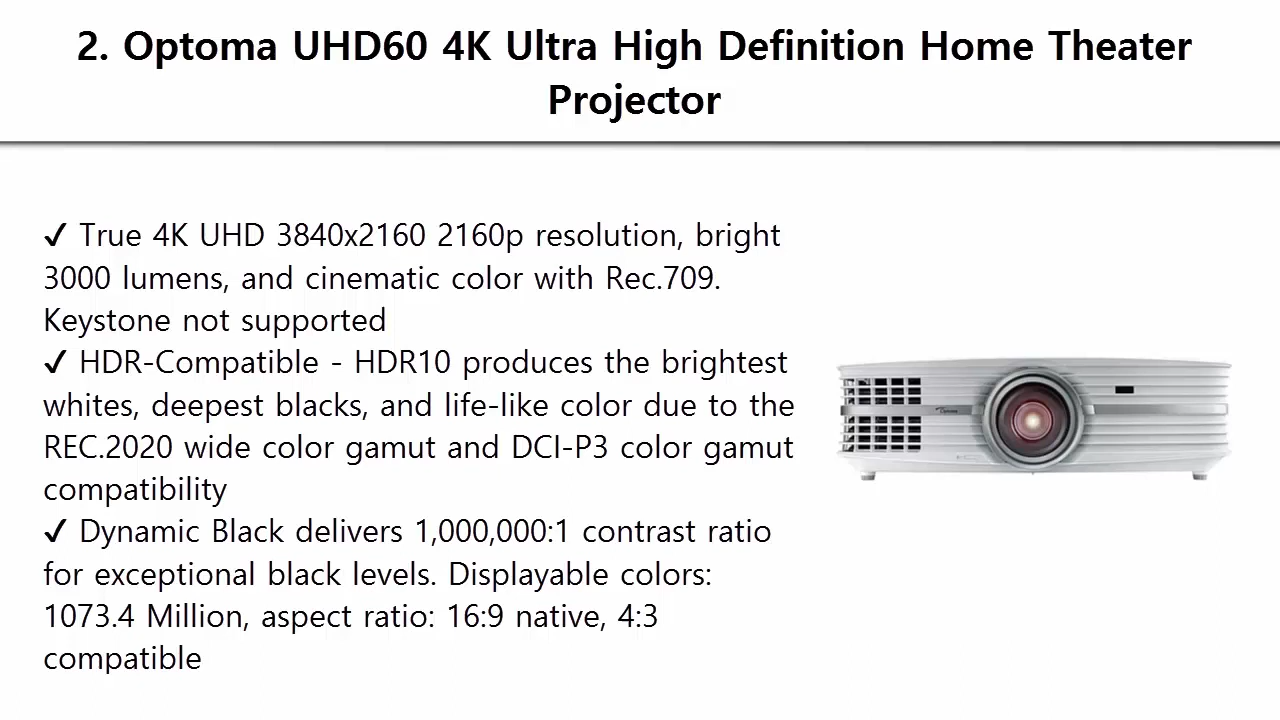 2. Optoma UHD60 4K Ultra High Definition Home Theater
Projector
✔ True 4K UHD 3840x2160 2160p resolution, bright
3000 lumens, and cinematic color with Rec.709.
Keystone not supported
✔ HDR-Compatible - HDR10 produces the brightest
whites, deepest blacks, and life-like color due to the
REC.2020 wide color gamut and DCI-P3 color gamut
compatibility
✔ Dynamic Black delivers 1,000,000:1 contrast ratio
for exceptional black levels. Displayable colors:
1073.4 Million, aspect ratio: 16:9 native, 4:3
compatible